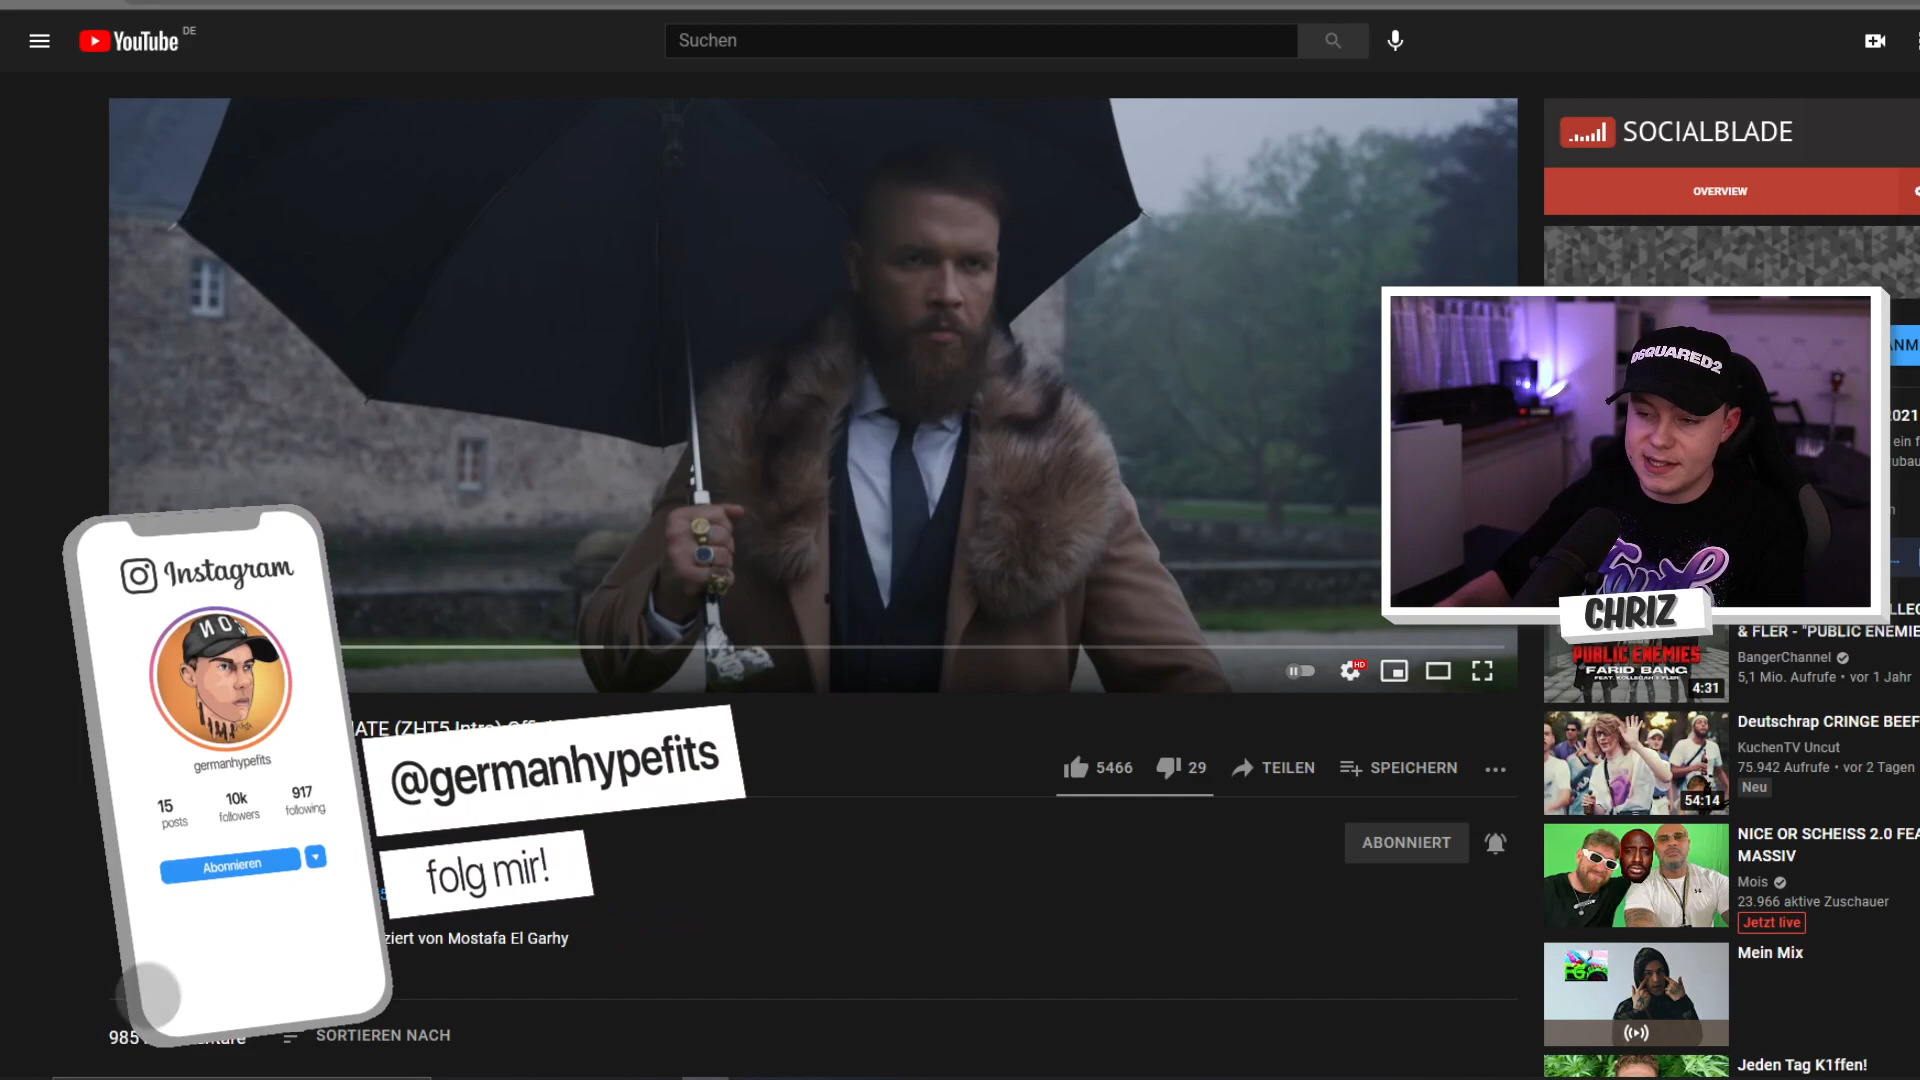 YouTube DE
Suchen
SOCIALBLADE
OVERVIEW
DSQUARED2
CHRIZ
HD
Instagram
NOS
germanhypefits
15
10k
917
posts
followers
following
Abonnieren
@germanhypefits
folg mir!
5466
29
TEILEN
SPEICHERN
ABONNIERT
ziert von Mostafa El Garhy
985
SORTIEREN NACH
2021
ein f
& FLER - "PUBLIC ENEMIE
BangerChannel
5,1 Mio. Aufrufe • vor 1 Jahr
PUBLIC ENEMIES
FARID BANG
FEAT. KOLLEGAH & FLER
4:31
Deutschrap CRINGE BEEF
KuchenTV Uncut
75.942 Aufrufe • vor 2 Tagen
Neu
54:14
NICE OR SCHEISS 2.0 FEA
MASSIV
Mois
23.966 aktive Zuschauer
Jetzt live
Mein Mix
Jeden Tag K1ffen!